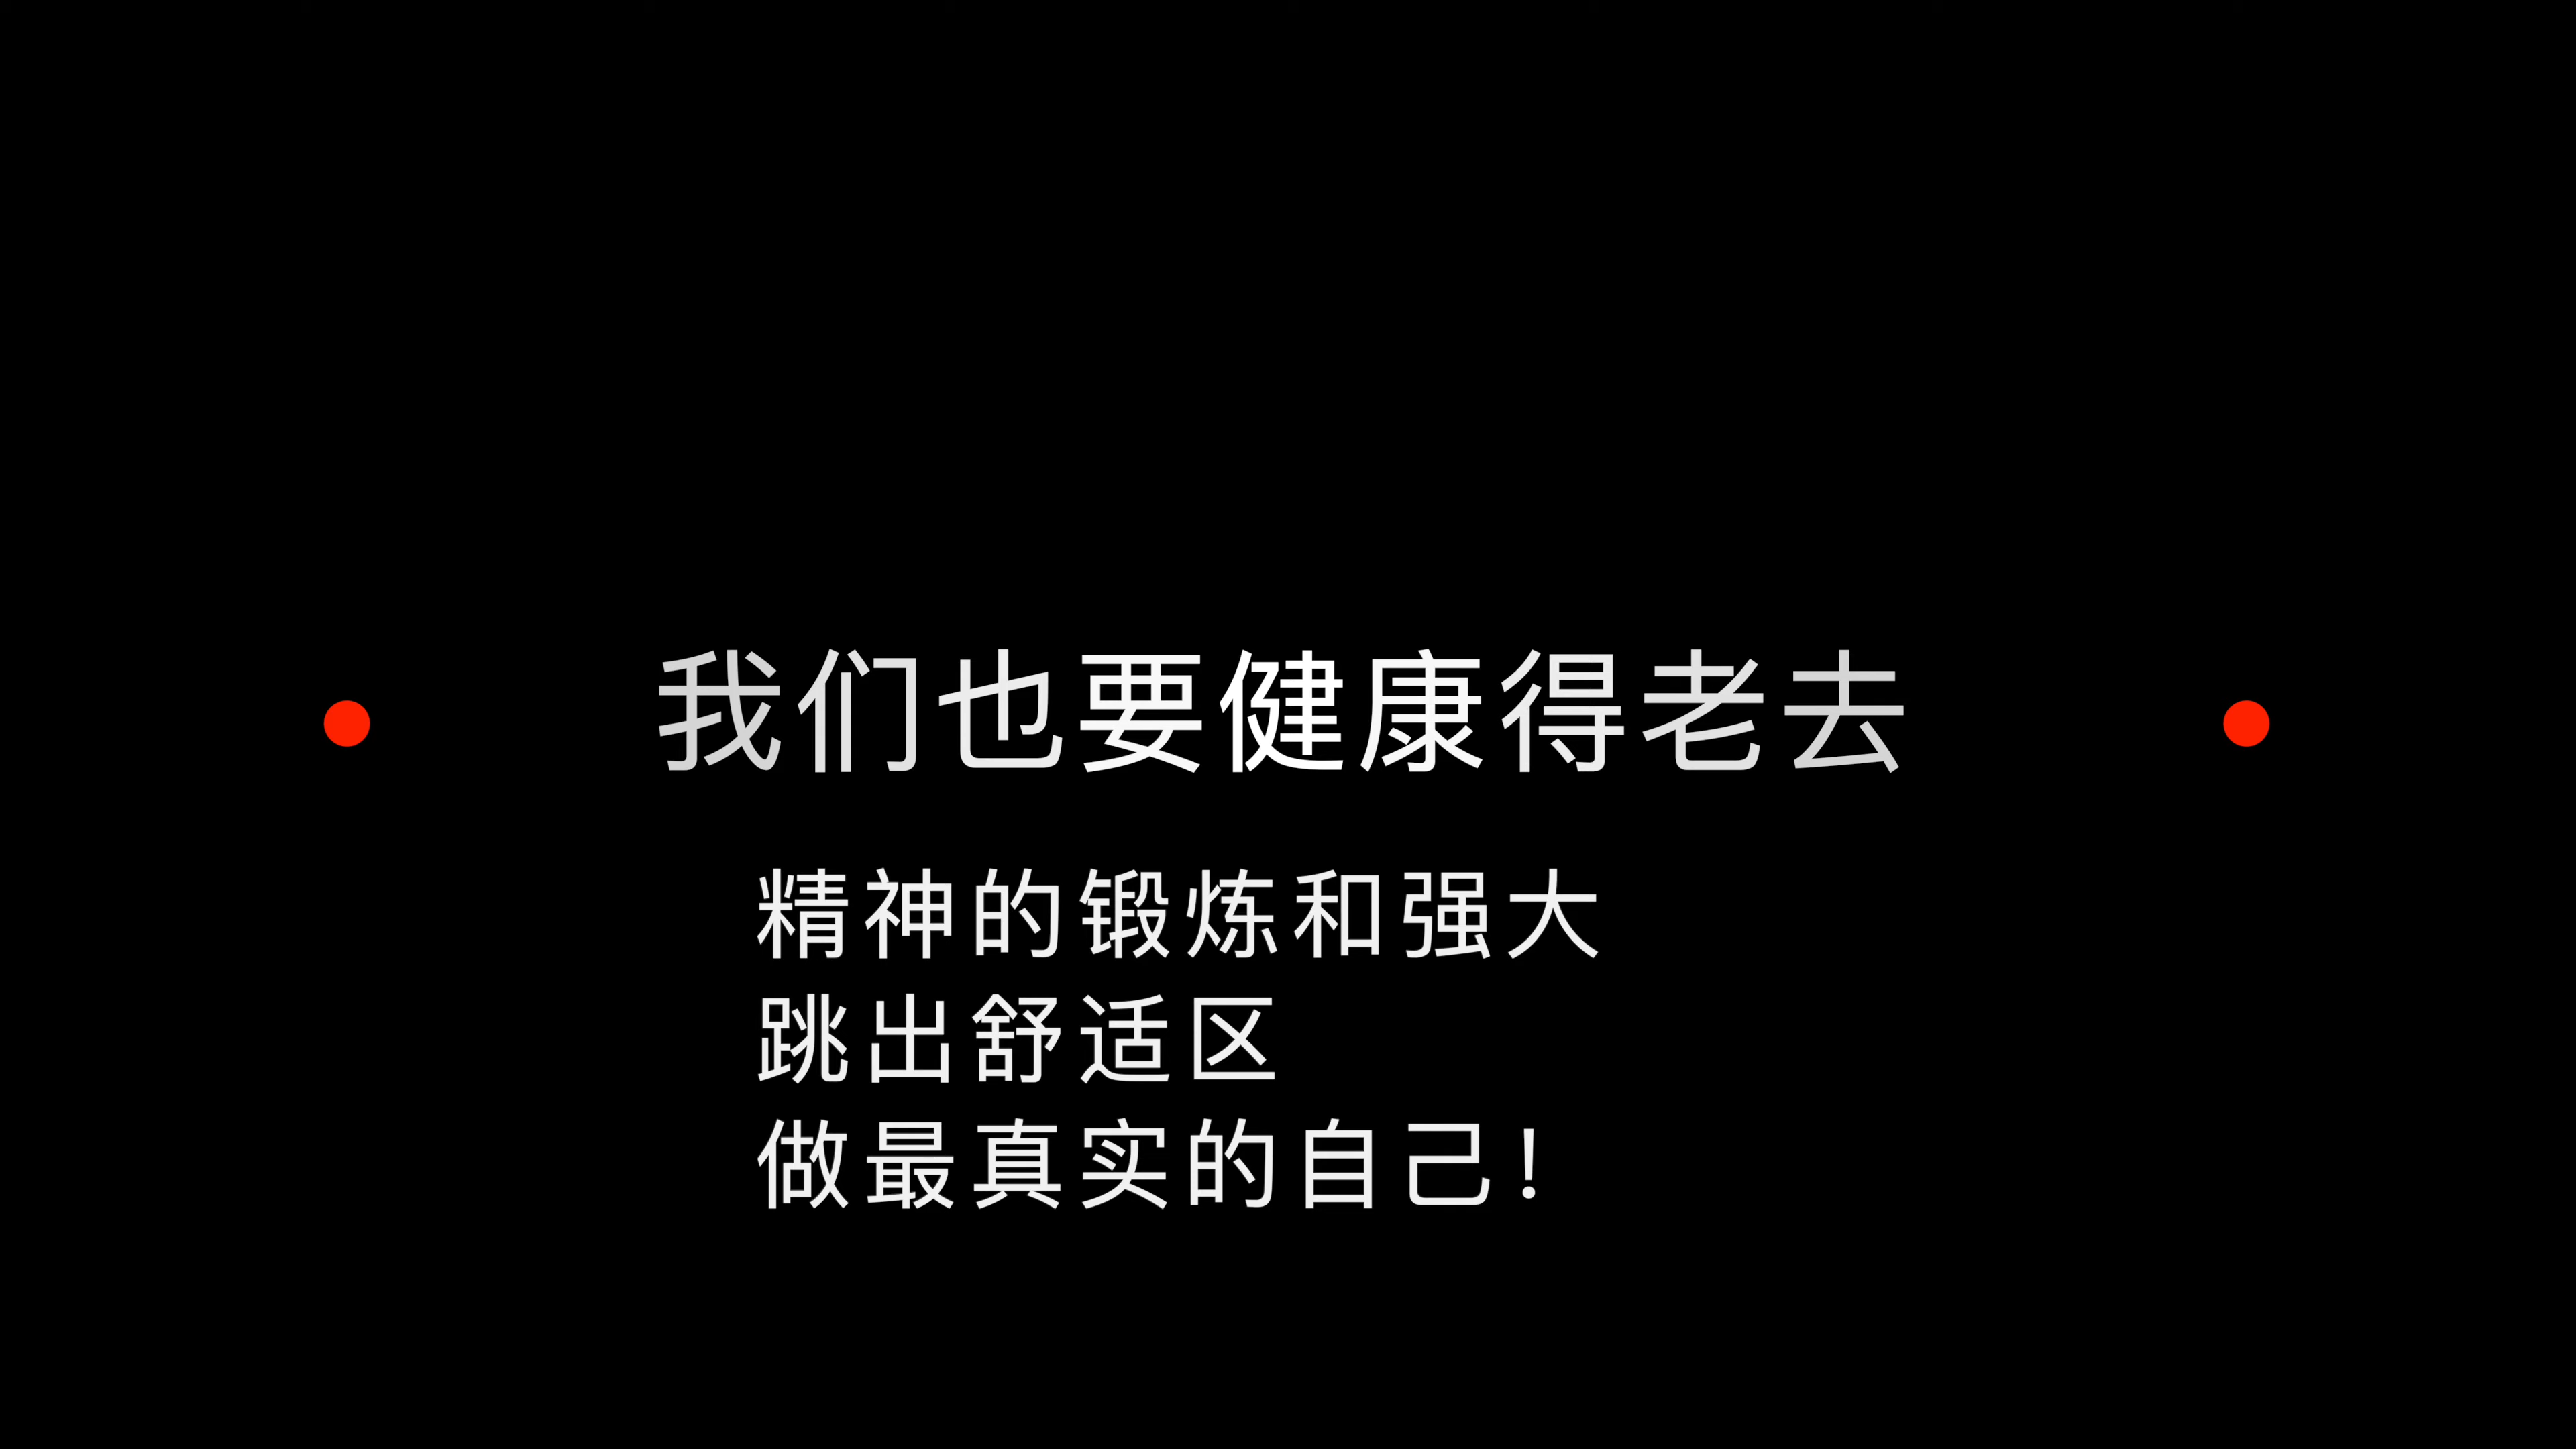 我们也要健康得老去
精神的锻炼和强大
跳出舒适区
做最真实的自己！